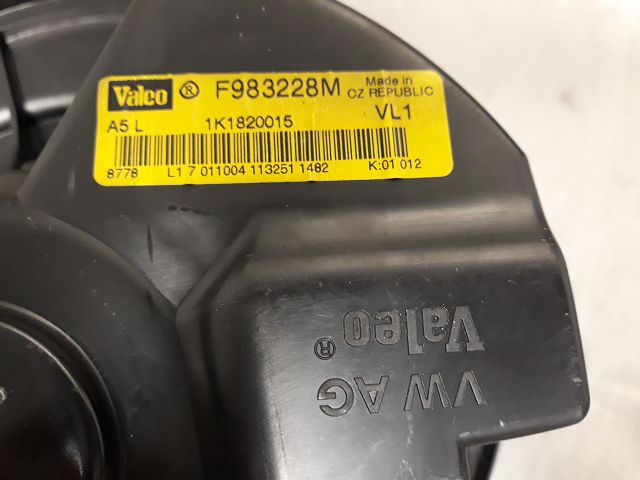 Valeo ® F983228M Made in
CZ REPUBLIC
A5 L 1K1820015 VL1
8778 L1 7 011004 113251 1482 K:01 012
Valeo ®
VW AG